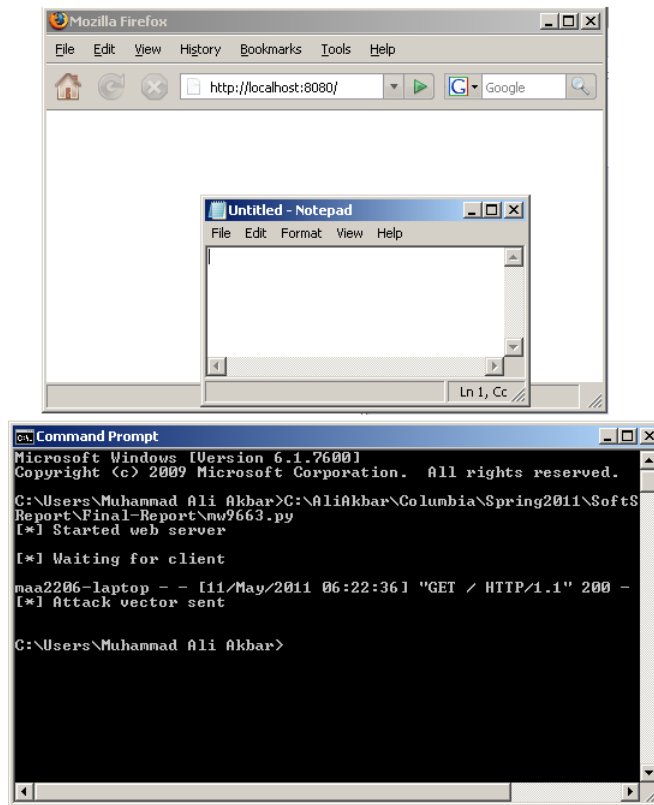 Mozilla Firefox
File Edit View History Bookmarks Tools Help
http://localhost:8080/ G Google
Untitled - Notepad
File Edit Format View Help
Ln 1, Cc
C:\ Command Prompt
Microsoft Windows [Version 6.1.7600]
Copyright (c) 2009 Microsoft Corporation. All rights reserved.
C:\Users\Muhammad Ali Akbar>C:\AliAkbar\Columbia\Spring2011\SoftS
Report\Final-Report\mw9663.py
[*] Started web server
[*] Waiting for client
maa2206-laptop - - [11/May/2011 06:22:36] "GET / HTTP/1.1" 200 -
[*] Attack vector sent
C:\Users\Muhammad Ali Akbar>